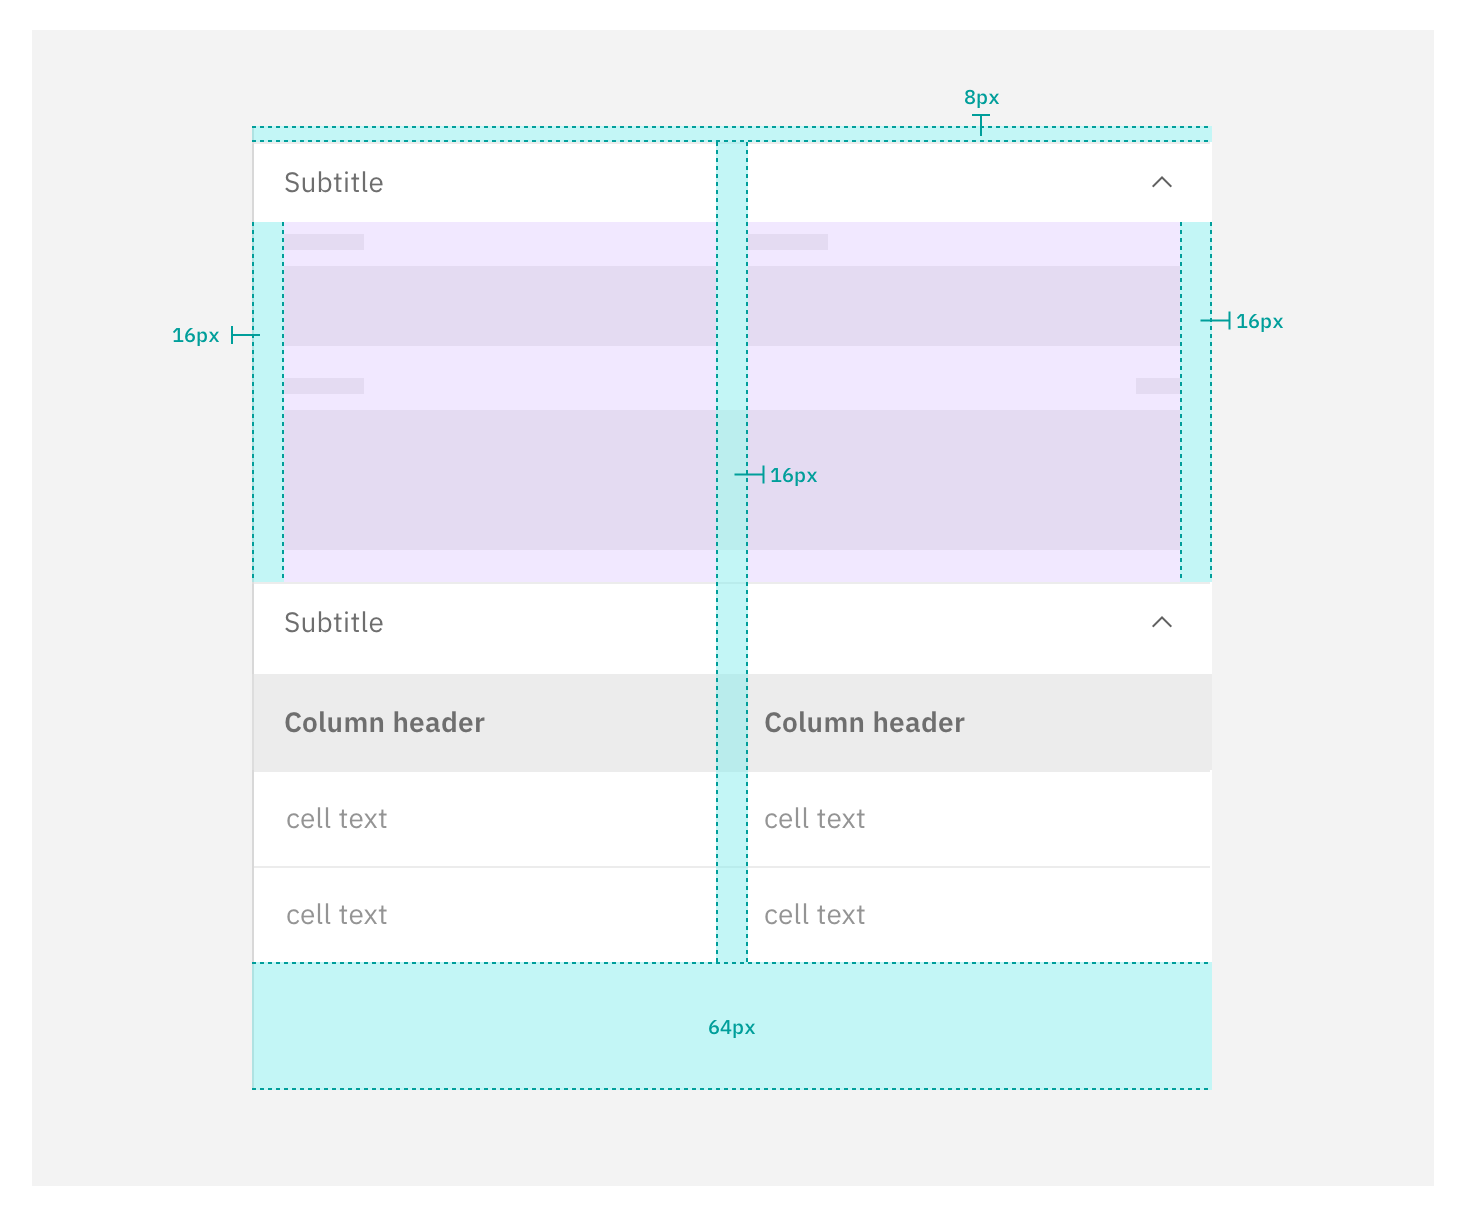 8px
Subtitle
16px
16px
16px
Subtitle
Column header Column header
cell text cell text
cell text cell text
64px